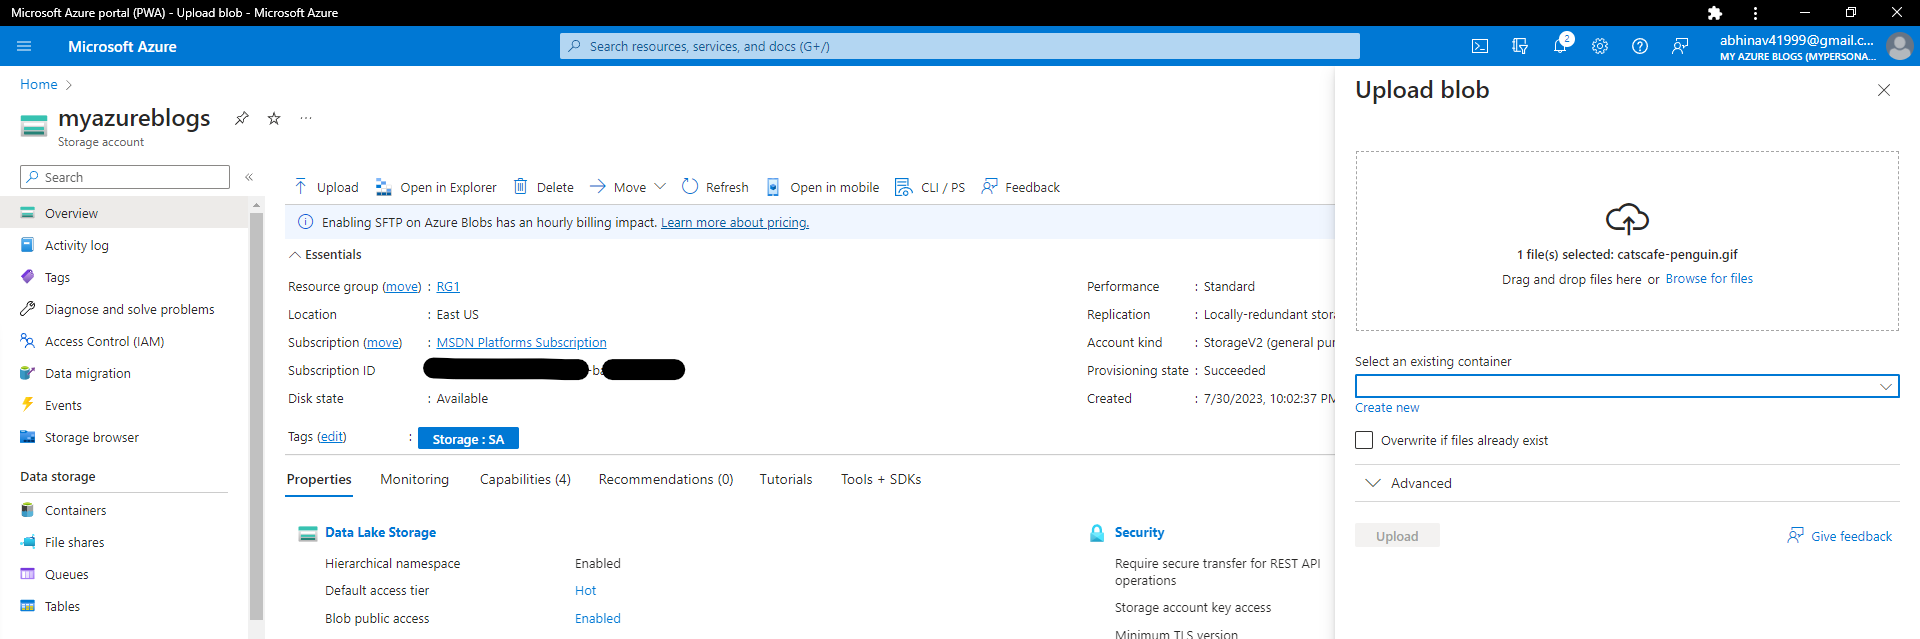 Microsoft Azure portal (PWA) - Upload blob - Microsoft Azure
Microsoft Azure
Search resources, services, and docs (G+/)
2
abhinav41999@gmail.c...
MY AZURE BLOGS (MYPERSONA...
Home
myazureblogs
Storage account
Search
Overview
Activity log
Tags
Diagnose and solve problems
Access Control (IAM)
Data migration
Events
Storage browser
Data storage
Containers
File shares
Queues
Tables
Upload
Open in Explorer
Delete
Move
Refresh
Open in mobile
CLI / PS
Feedback
Enabling SFTP on Azure Blobs has an hourly billing impact. Learn more about pricing.
Essentials
Resource group (move) : RG1
Location : East US
Subscription (move) : MSDN Platforms Subscription
Subscription ID
Disk state : Available
Tags (edit) : Storage : SA
Performance : Standard
Replication : Locally-redundant stor
Account kind : StorageV2 (general pur
Provisioning state : Succeeded
Created : 7/30/2023, 10:02:37 PM
Properties
Monitoring
Capabilities (4)
Recommendations (0)
Tutorials
Tools + SDKs
Data Lake Storage
Hierarchical namespace Enabled
Default access tier Hot
Blob public access Enabled
Security
Require secure transfer for REST API
operations
Storage account key access
Minimum TLS version
Upload blob
1 file(s) selected: catscafe-penguin.gif
Drag and drop files here or Browse for files
Select an existing container
Create new
Overwrite if files already exist
Advanced
Upload
Give feedback